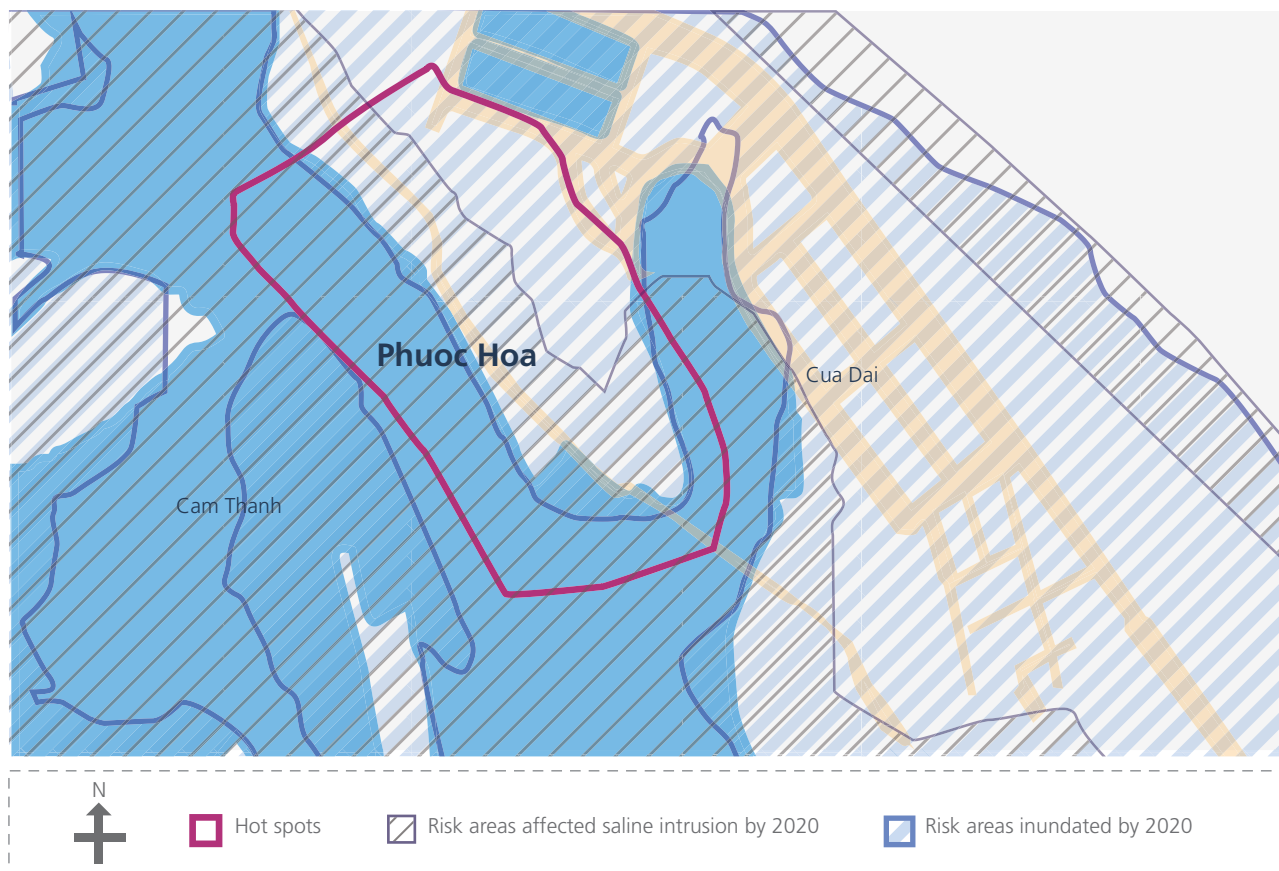 Phuoc Hoa
Cua Dai
Cam Thanh
N
Hot spots
Risk areas affected saline intrusion by 2020
Risk areas inundated by 2020